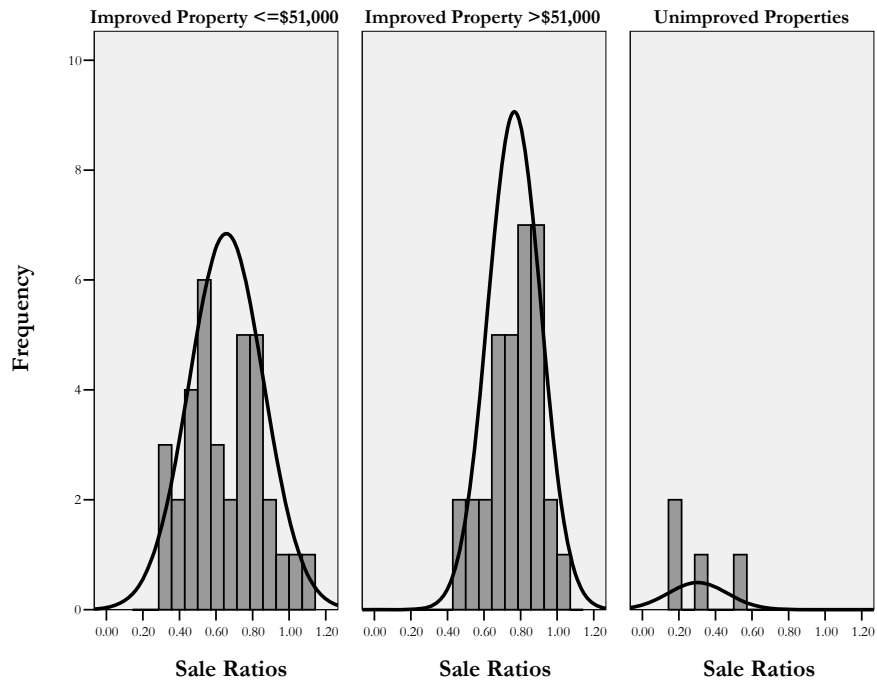 Improved Property <=$51,000
Improved Property >$51,000
Unimproved Properties
Frequency
10
8
6
4
2
0
0.00 0.20 0.40 0.60 0.80 1.00 1.20
0.00 0.20 0.40 0.60 0.80 1.00 1.20
0.00 0.20 0.40 0.60 0.80 1.00 1.20
Sale Ratios
Sale Ratios
Sale Ratios